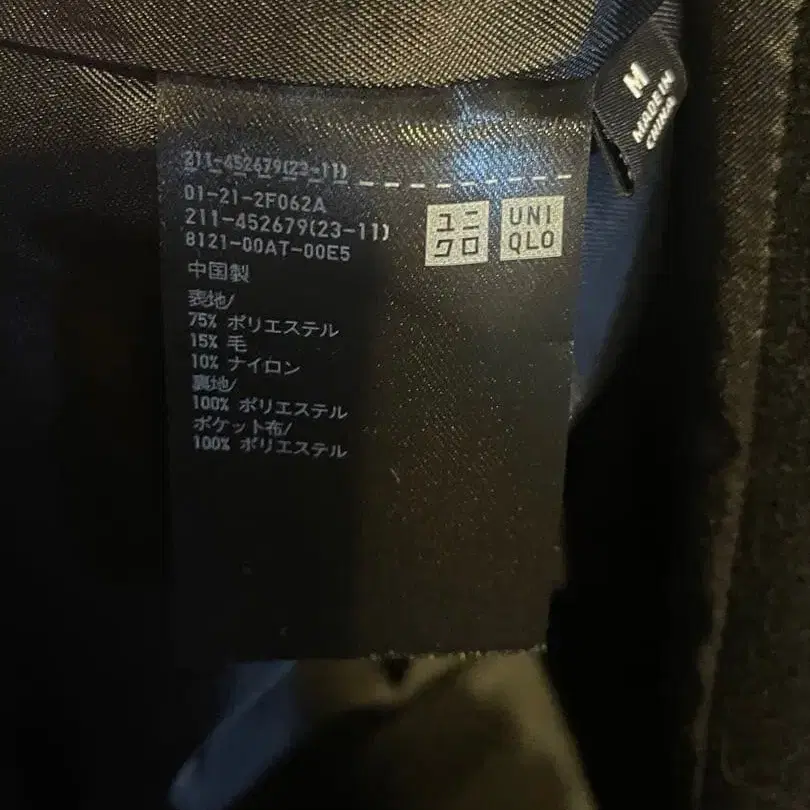 211-452679(23-11)
01-21-2F062A
211-452679(23-11)
8121-00AT-00E5
中国製
表地/
75% ポリエステル
15% 毛
10% ナイロン
裏地/
100% ポリエステル
ポケット布/
100% ポリエステル
ユニ
クロ
UNI
QLO
M
MADE IN
CHINA